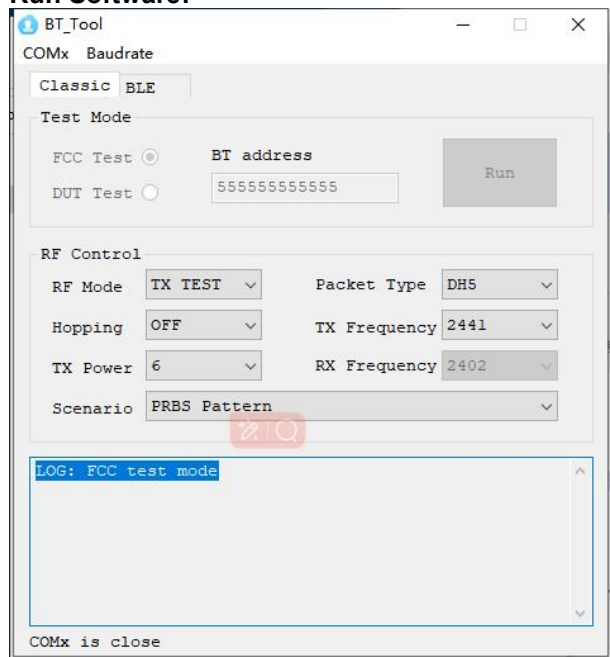 Run Software:
BT_Tool
COMx Baudrate
Classic BLE
Test Mode
FCC Test BT address
Run
DUT Test 555555555555
RF Control
RF Mode TX TEST Packet Type DH5
Hopping OFF TX Frequency 2441
TX Power 6 RX Frequency 2402
Scenario PRBS Pattern
LOG: FCC test mode
COMx is close